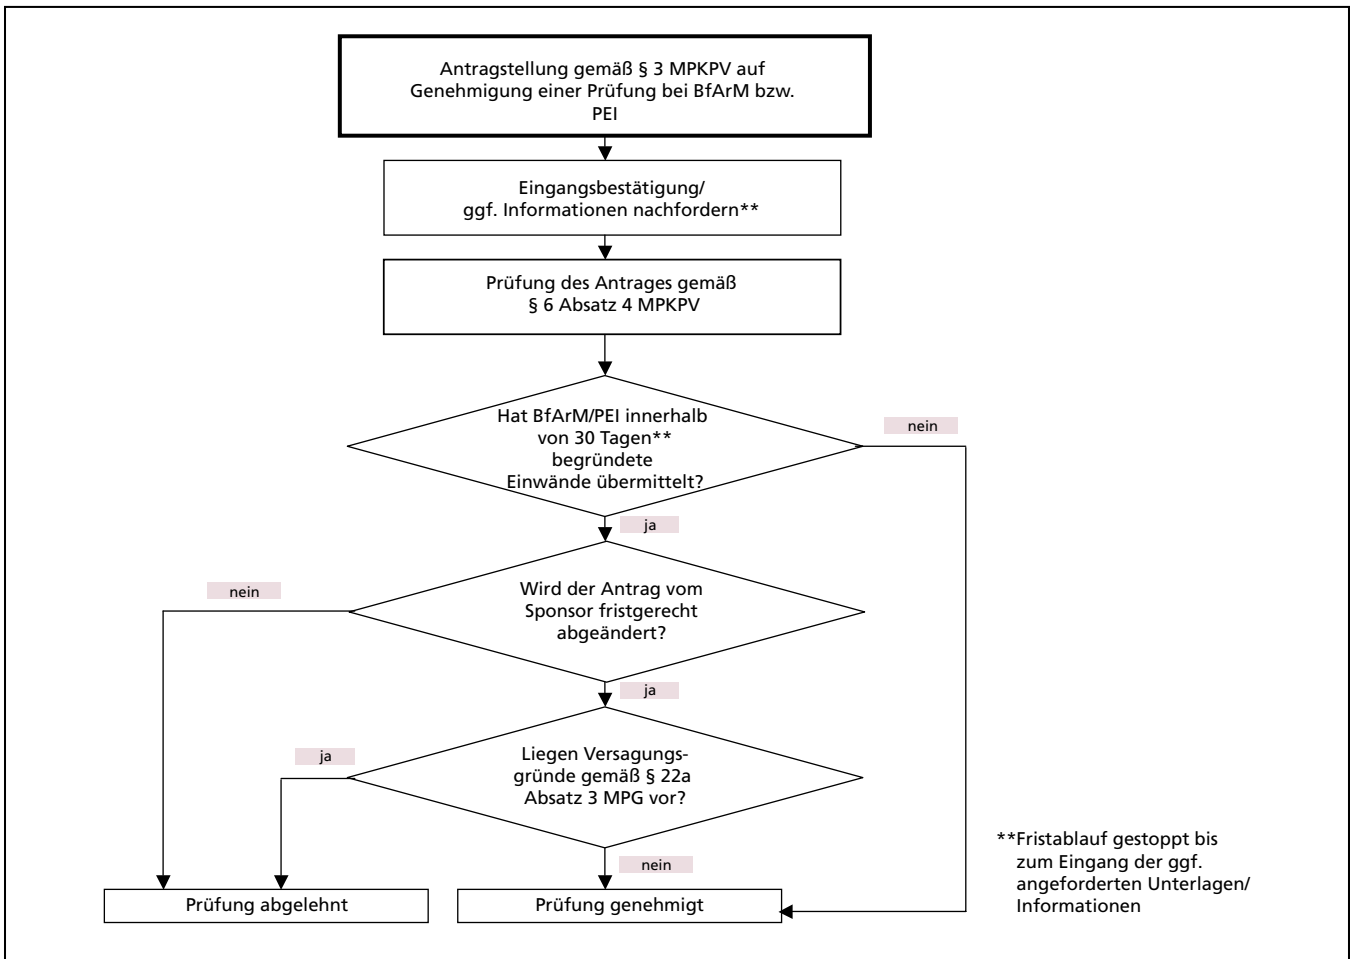 Antragstellung gemäß § 3 MPKPV auf
Genehmigung einer Prüfung bei BfArM bzw.
PEI
Eingangsbestätigung/
ggf. Informationen nachfordern**
Prüfung des Antrages gemäß
§ 6 Absatz 4 MPKPV
Hat BfArM/PEI innerhalb
von 30 Tagen**
begründete
Einwände übermittelt?
nein
ja
Wird der Antrag vom
Sponsor fristgerecht
abgeändert?
nein
ja
Liegen Versagungs-
gründe gemäß § 22a
Absatz 3 MPG vor?
ja
nein
Prüfung abgelehnt
Prüfung genehmigt
**Fristablauf gestoppt bis
zum Eingang der ggf.
angeforderten Unterlagen/
Informationen